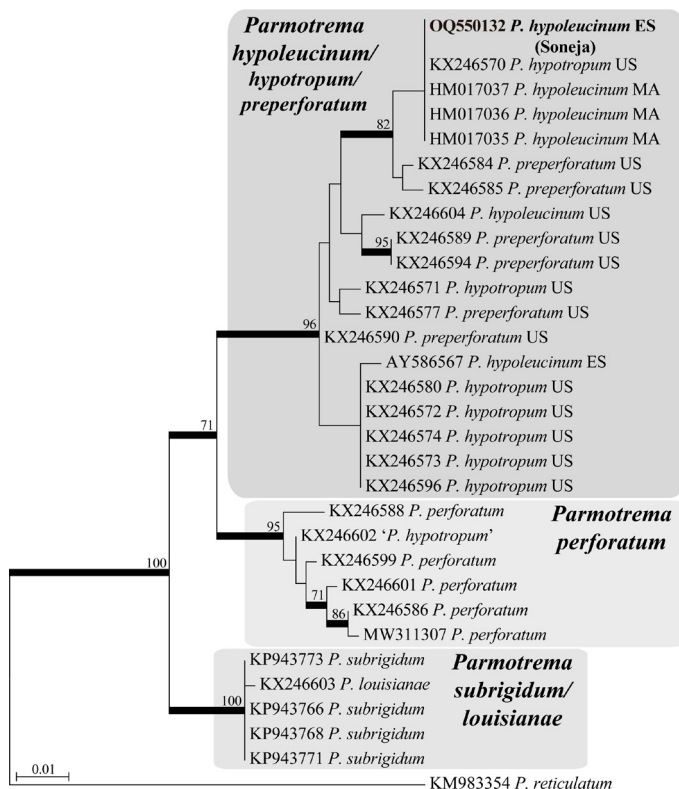 Parmotrema
hypoleucinum/
hypotropum/
preperforatum
OQ550132 P. hypoleucinum ES
(Soneja)
KX246570 P. hypotropum US
HM017037 P. hypoleucinum MA
HM017036 P. hypoleucinum MA
HM017035 P. hypoleucinum MA
82
KX246584 P. preperforatum US
KX246585 P. preperforatum US
KX246604 P. hypoleucinum US
95
KX246589 P. preperforatum US
KX246594 P. preperforatum US
KX246571 P. hypotropum US
KX246577 P. preperforatum US
96
KX246590 P. preperforatum US
AY586567 P. hypoleucinum ES
KX246580 P. hypotropum US
KX246572 P. hypotropum US
KX246574 P. hypotropum US
KX246573 P. hypotropum US
KX246596 P. hypotropum US
71
Parmotrema
perforatum
95
KX246588 P. perforatum
KX246602 ‘P. hypotropum’
KX246599 P. perforatum
71
KX246601 P. perforatum
86
KX246586 P. perforatum
MW311307 P. perforatum
100
Parmotrema
subrigidum/
louisianae
100
KP943773 P. subrigidum
KX246603 P. louisianae
KP943766 P. subrigidum
KP943768 P. subrigidum
KP943771 P. subrigidum
0.01
KM983354 P. reticulatum